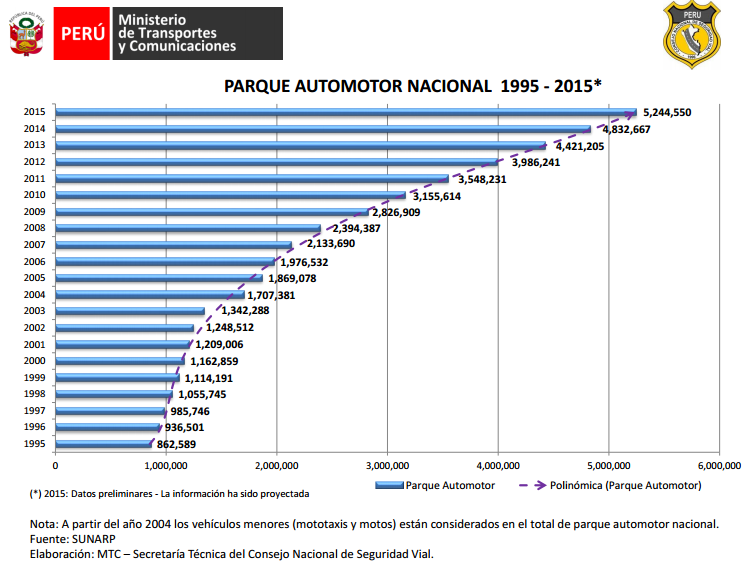 PERÚ
Ministerio
de Transportes
y Comunicaciones
PERU
PARQUE AUTOMOTOR NACIONAL 1995 - 2015*
2015 5,244,550
2014 4,832,667
2013 4,421,205
2012 3,986,241
2011 3,548,231
2010 3,155,614
2009 2,826,909
2008 2,394,387
2007 2,133,690
2006 1,976,532
2005 1,869,078
2004 1,707,381
2003 1,342,288
2002 1,248,512
2001 1,209,006
2000 1,162,859
1999 1,114,191
1998 1,055,745
1997 985,746
1996 936,501
1995 862,589
0 1,000,000 2,000,000 3,000,000 4,000,000 5,000,000 6,000,000
Parque Automotor Polinómica (Parque Automotor)
(*) 2015: Datos preliminares - La información ha sido proyectada
Nota: A partir del año 2004 los vehículos menores (mototaxis y motos) están considerados en el total de parque automotor nacional.
Fuente: SUNARP
Elaboración: MTC – Secretaría Técnica del Consejo Nacional de Seguridad Vial.